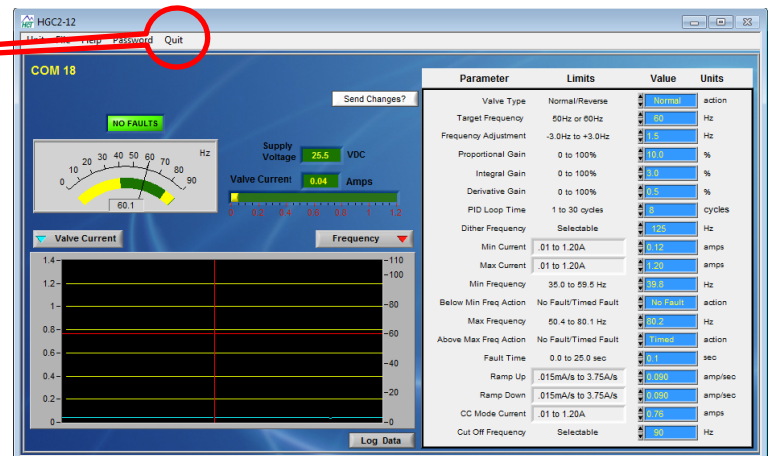 HGC2-12
Unit File Help Password Quit
COM 18
Send Changes?
NO FAULTS
0 10 20 30 40 50 60 70 80 90 Hz
60.1
Supply Voltage 25.5 VDC
Valve Current 0.04 Amps
0 0.2 0.4 0.6 0.8 1 1.2
Valve Current Frequency
1.4 110
100
1.2
80
1
0.8 60
0.6
40
0.4
20
0.2
0 0
Log Data
Parameter Limits Value Units
Valve Type Normal/Reverse Normal action
Target Frequency 50Hz or 60Hz 60 Hz
Frequency Adjustment -3.0Hz to +3.0Hz 1.5 Hz
Proportional Gain 0 to 100% 10.0 %
Integral Gain 0 to 100% 3.0 %
Derivative Gain 0 to 100% 0.5 %
PID Loop Time 1 to 30 cycles 8 cycles
Dither Frequency Selectable 125 Hz
Min Current .01 to 1.20A 0.12 amps
Max Current .01 to 1.20A 1.20 amps
Min Frequency 35.0 to 59.5 Hz 39.8 Hz
Below Min Freq Action No Fault/Timed Fault No Fault action
Max Frequency 50.4 to 80.1 Hz 80.2 Hz
Above Max Freq Action No Fault/Timed Fault Timed action
Fault Time 0.0 to 25.0 sec 0.1 sec
Ramp Up .015mA/s to 3.75A/s 0.090 amp/sec
Ramp Down .015mA/s to 3.75A/s 0.090 amp/sec
CC Mode Current .01 to 1.20A 0.76 amps
Cut Off Frequency Selectable 90 Hz